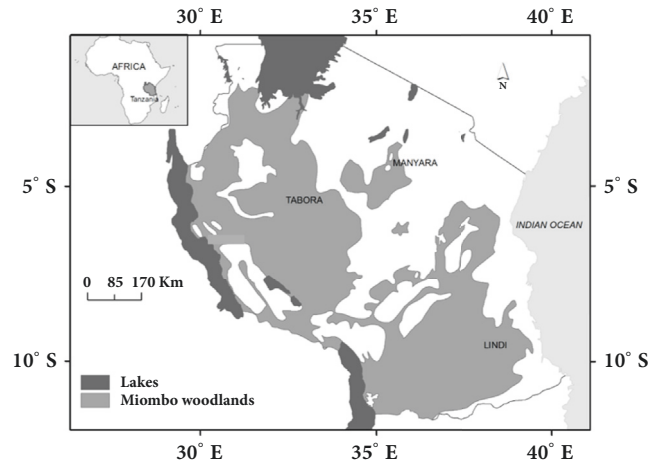 30° E 35° E 40° E
AFRICA
Tanzania
N
MANYARA
5° S 5° S
TABORA
INDIAN OCEAN
0 85 170 Km
LINDI
10° S 10° S
Lakes
Miombo woodlands
30° E 35° E 40° E